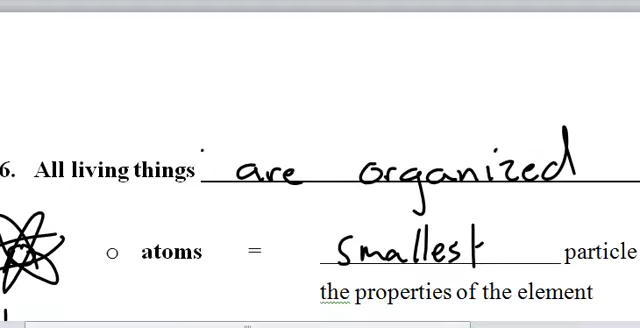 6. All living things are organized
o atoms = smallest particle
the properties of the element